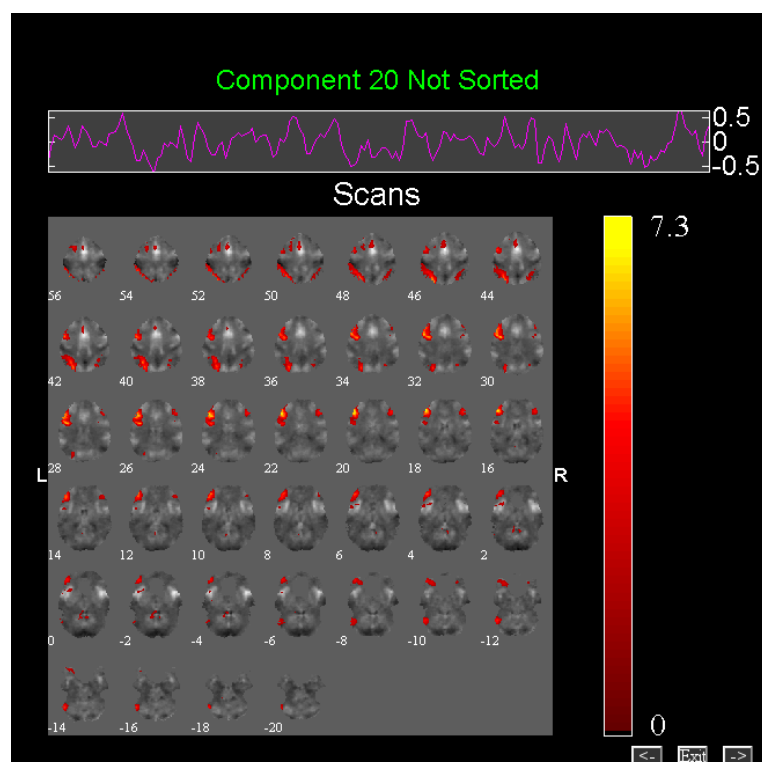 Component 20 Not Sorted
0.5
0
-0.5
Scans
7.3
56 54 52 50 48 46 44
42 40 38 36 34 32 30
28 26 24 22 20 18 16
L R
14 12 10 8 6 4 2
0 -2 -4 -6 -8 -10 -12
-14 -16 -18 -20
0
<- Exit ->